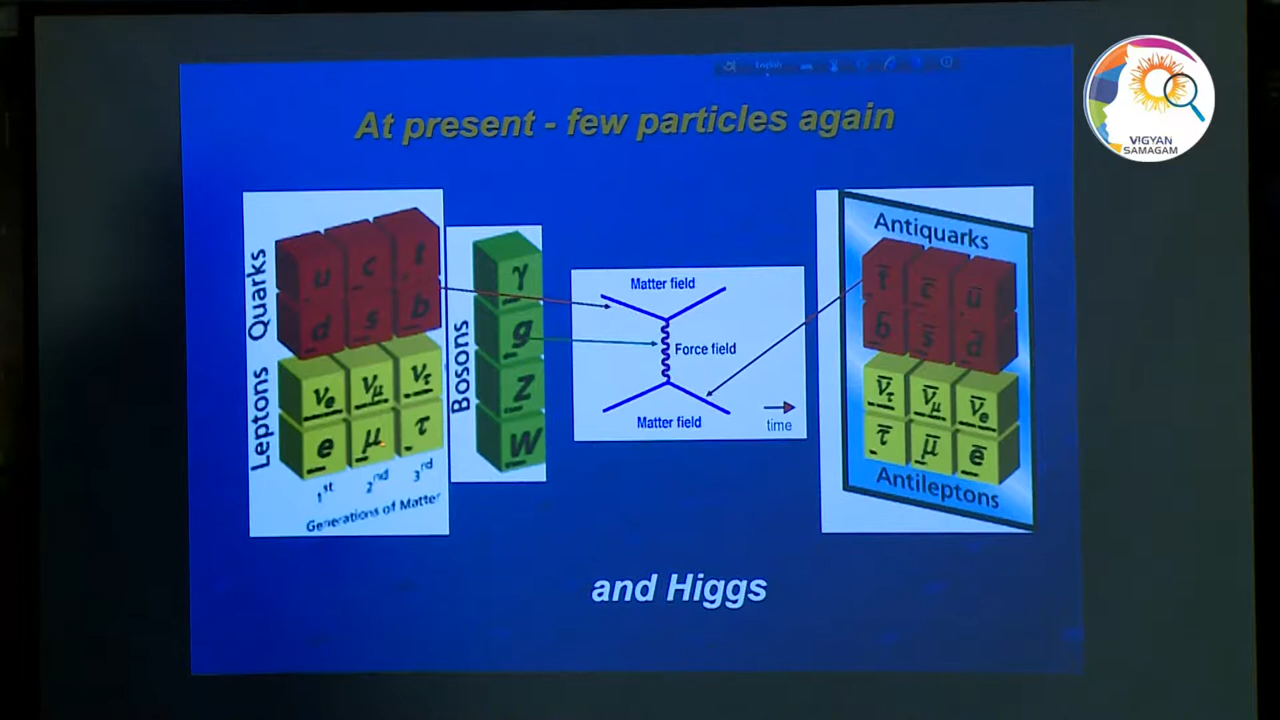 English
At present - few particles again
VIGYAN
SAMAGAM
Quarks
u c t
d s b
Leptons
νe νμ ντ
e μ τ
1st 2nd 3rd
Generations of Matter
Bosons
γ
g
Z
W
Matter field
Force field
Matter field
time
Antiquarks
t̄ c̄ ū
b̄ s̄ d̄
ν̄τ ν̄μ ν̄e
τ̄ μ̄ ē
Antileptons
and Higgs